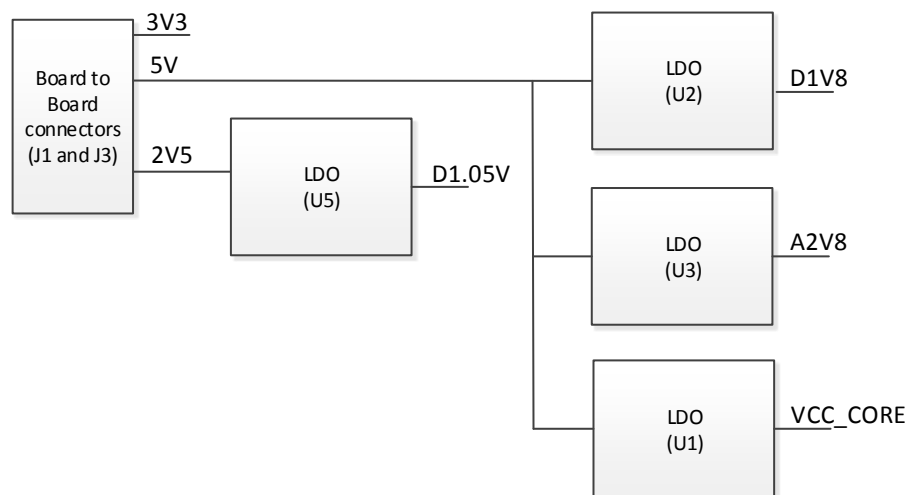 3V3
5V
Board to
Board
connectors
(J1 and J3)
2V5
LDO
(U5)
D1.05V
LDO
(U2)
D1V8
LDO
(U3)
A2V8
LDO
(U1)
VCC_CORE